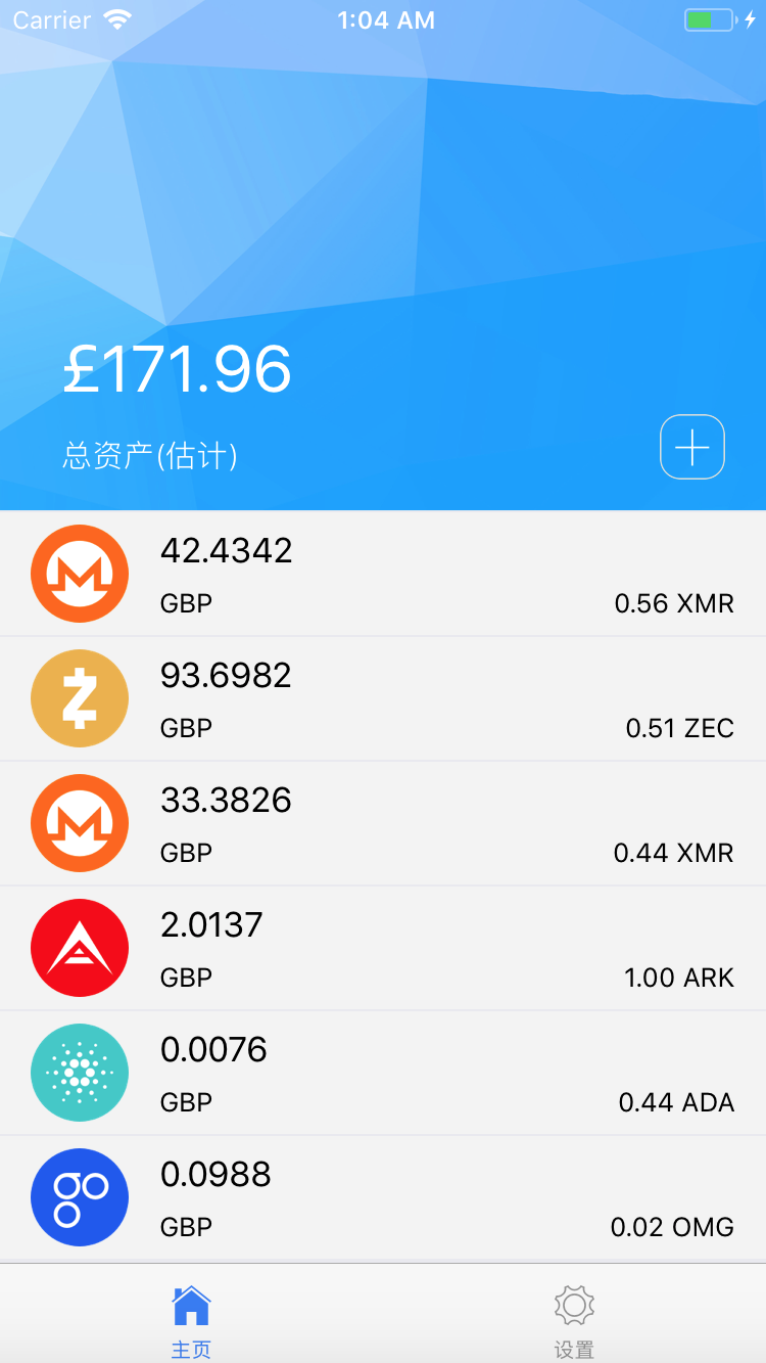 Carrier 1:04 AM
£171.96
总资产(估计)
42.4342
GBP 0.56 XMR
93.6982
GBP 0.51 ZEC
33.3826
GBP 0.44 XMR
2.0137
GBP 1.00 ARK
0.0076
GBP 0.44 ADA
0.0988
GBP 0.02 OMG
主页 设置